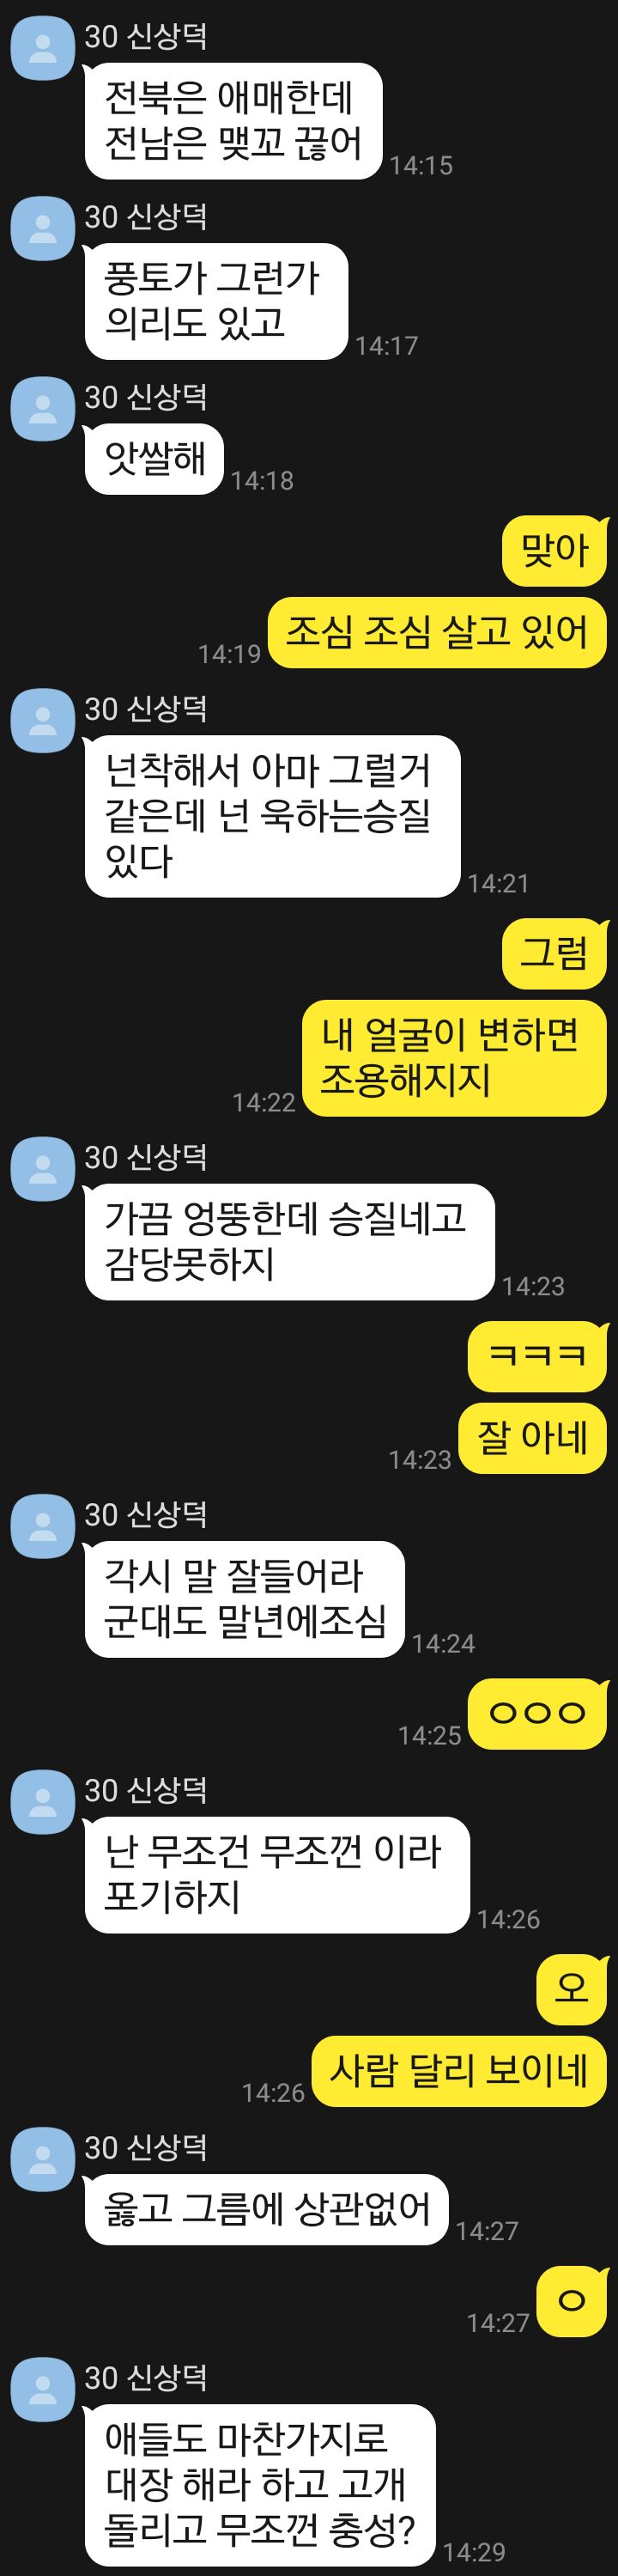 30 신상덕
전북은 애매한데
전남은 맺꼬 끊어
14:15
30 신상덕
풍토가 그런가
의리도 있고
14:17
30 신상덕
앗쌀해
14:18
맞아
조심 조심 살고 있어
14:19
30 신상덕
넌착해서 아마 그럴거
같은데 넌 욱하는승질
있다
14:21
그럼
내 얼굴이 변하면
조용해지지
14:22
30 신상덕
가끔 엉뚱한데 승질네고
감당못하지
14:23
ㅋㅋㅋ
잘 아네
14:23
30 신상덕
각시 말 잘들어라
군대도 말년에조심
14:24
ㅇㅇㅇ
14:25
30 신상덕
난 무조건 무조껀 이라
포기하지
14:26
오
사람 달리 보이네
14:26
30 신상덕
옳고 그름에 상관없어
14:27
ㅇ
14:27
30 신상덕
애들도 마찬가지로
대장 해라 하고 고개
돌리고 무조껀 충성?
14:29